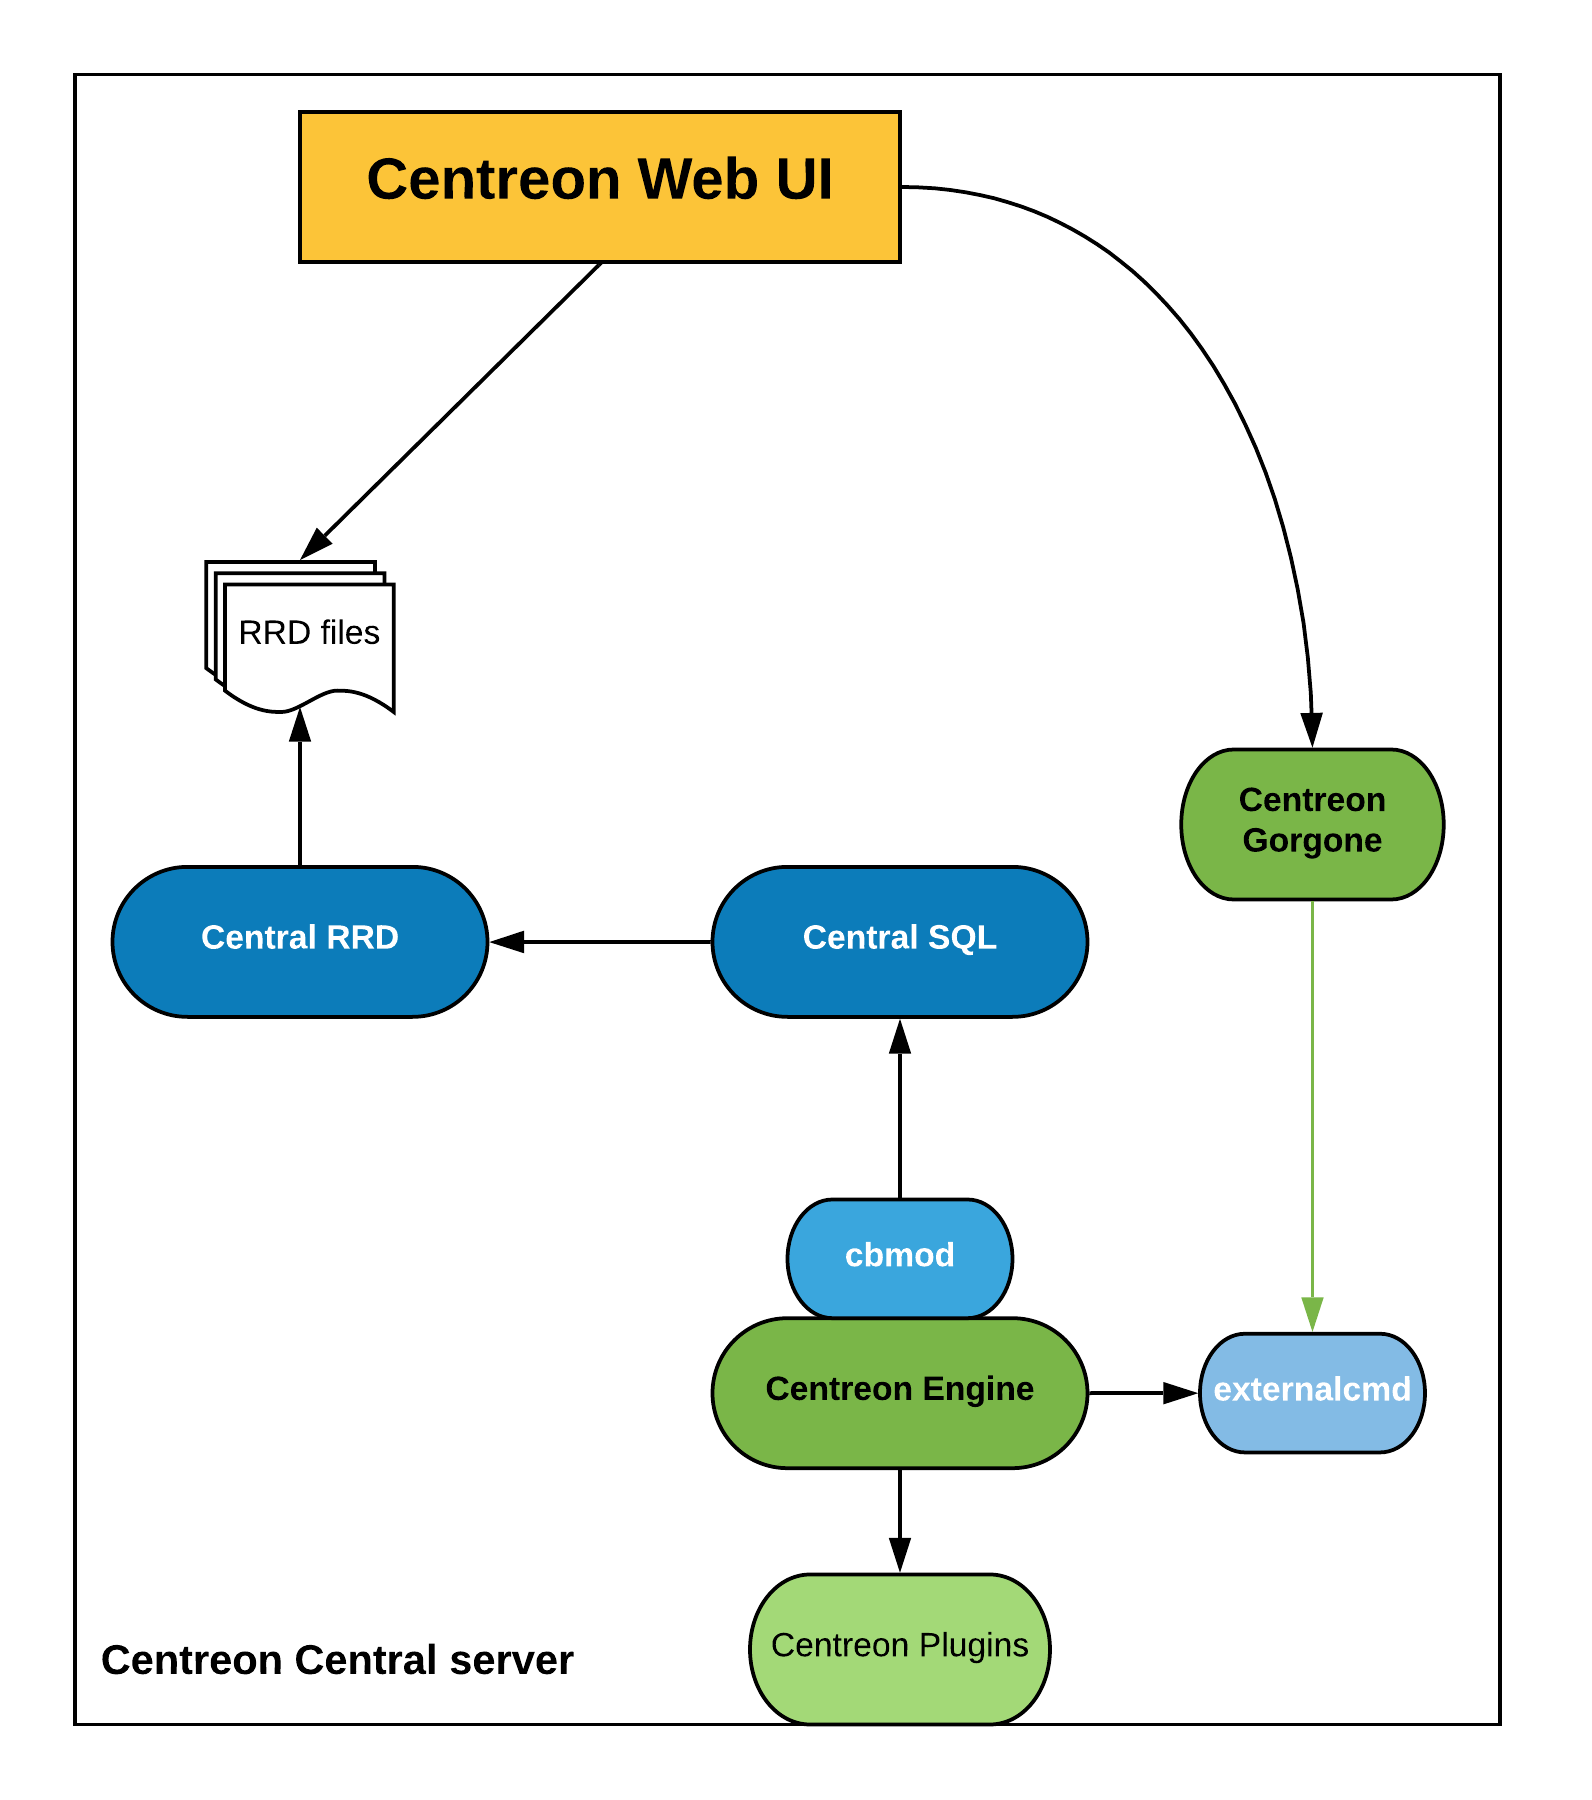 Centreon Web UI
RRD files
Centreon
Gorgone
Central RRD
Central SQL
cbmod
Centreon Engine
externalcmd
Centreon Plugins
Centreon Central server